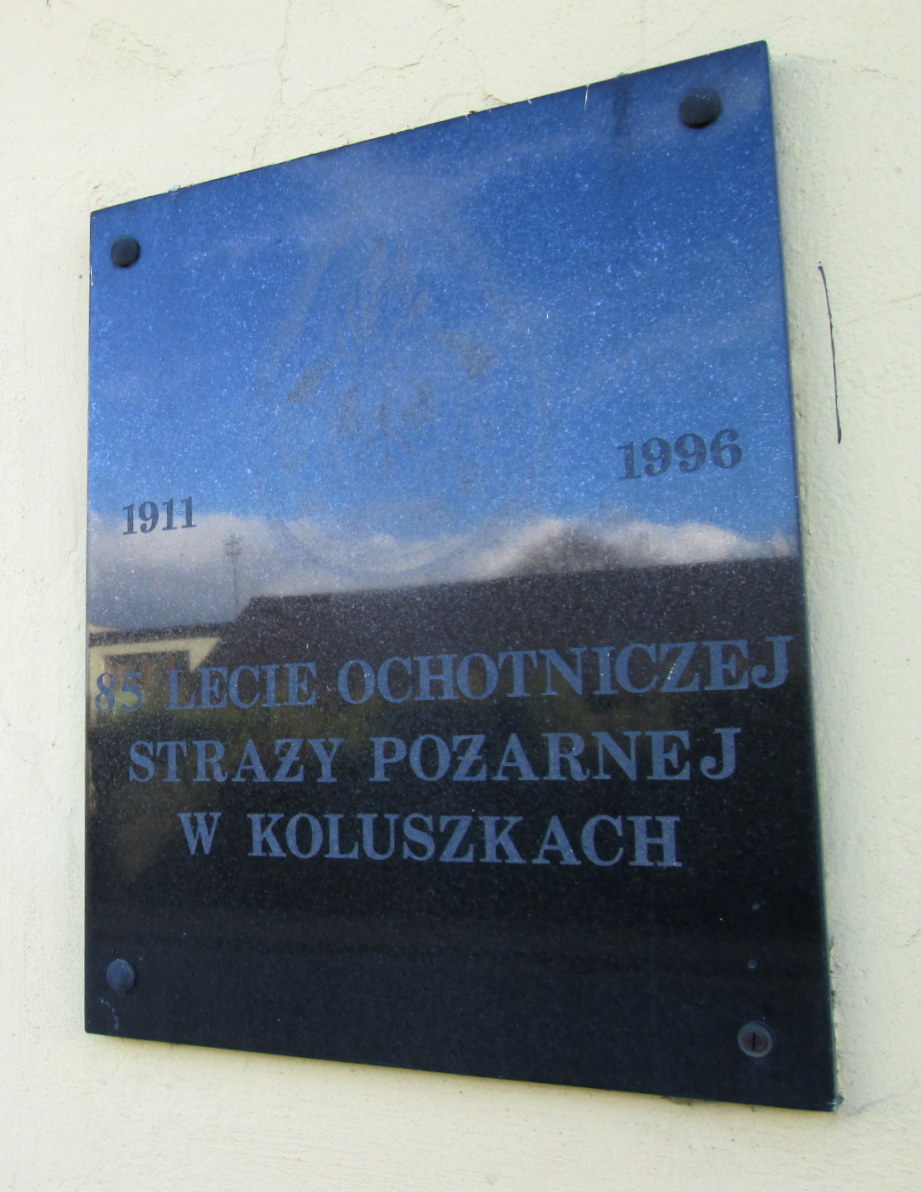 1911
1996
85 LECIE OCHOTNICZEJ
STRAŻY POŻARNEJ
W KOLUSZKACH